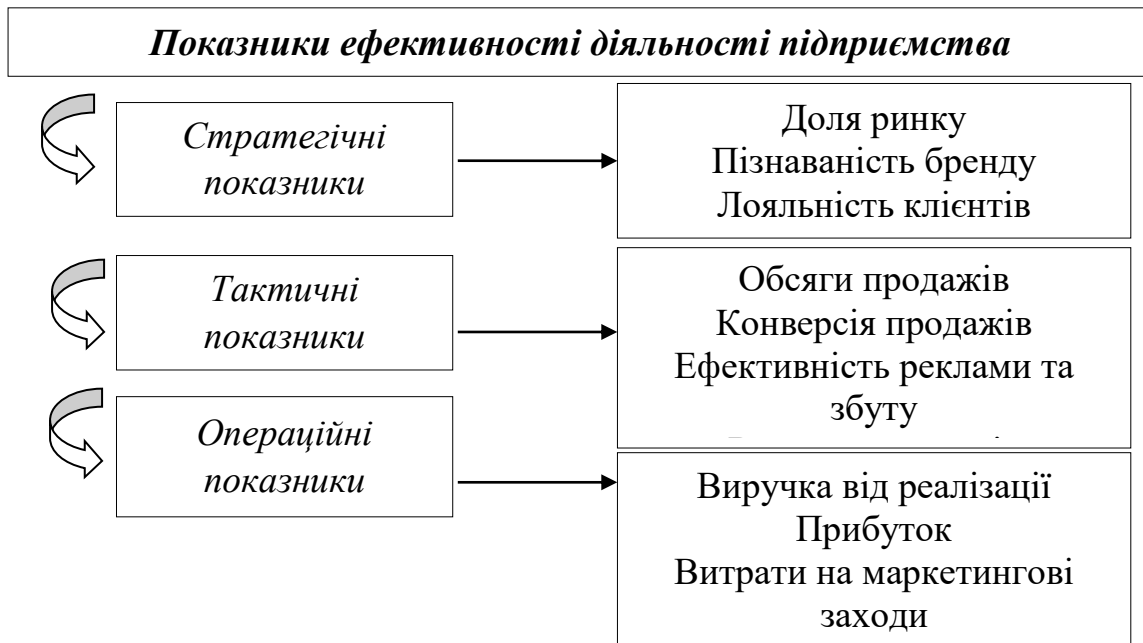 Показники ефективності діяльності підприємства
Стратегічні
показники
Доля ринку
Пізнаваність бренду
Лояльність клієнтів
Тактичні
показники
Обсяги продажів
Конверсія продажів
Ефективність реклами та
збуту
Операційні
показники
Виручка від реалізації
Прибуток
Витрати на маркетингові
заходи